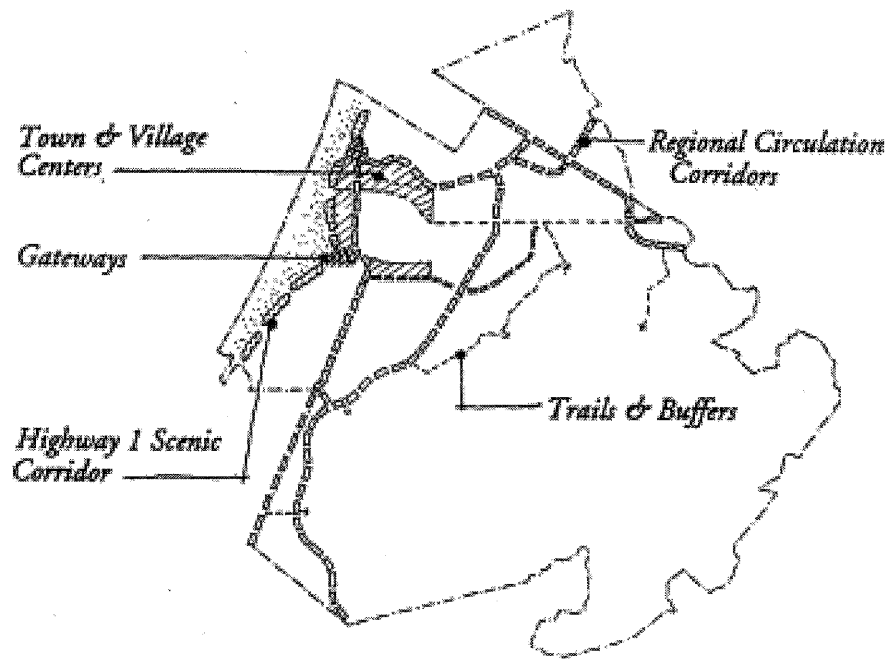 Town & Village
Centers
Regional Circulation
Corridors
Gateways
Trails & Buffers
Highway 1 Scenic
Corridor